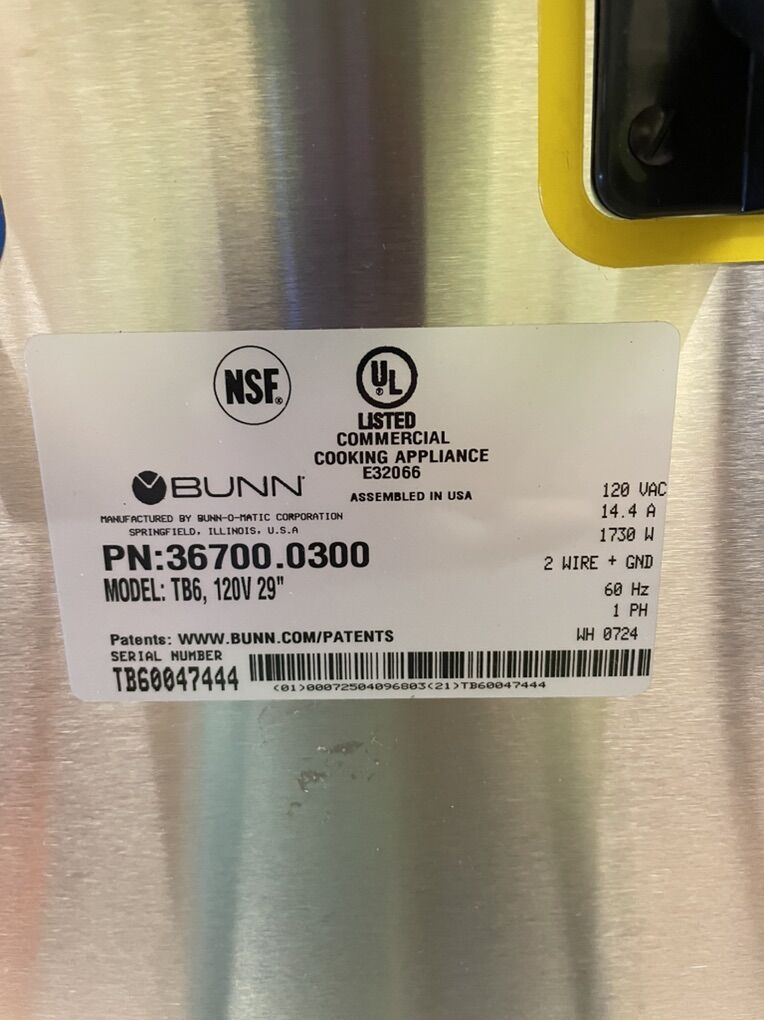 NSF®
UL®
LISTED
COMMERCIAL
COOKING APPLIANCE
E32066
BUNN®
ASSEMBLED IN USA
MANUFACTURED BY BUNN-O-MATIC CORPORATION
SPRINGFIELD, ILLINOIS, U.S.A
PN:36700.0300
MODEL: TB6, 120V 29"
120 VAC
14.4 A
1730 W
2 WIRE + GND
60 Hz
1 PH
WH 0724
Patents: WWW.BUNN.COM/PATENTS
SERIAL NUMBER
TB60047444
(01)00072504096803(21)TB60047444